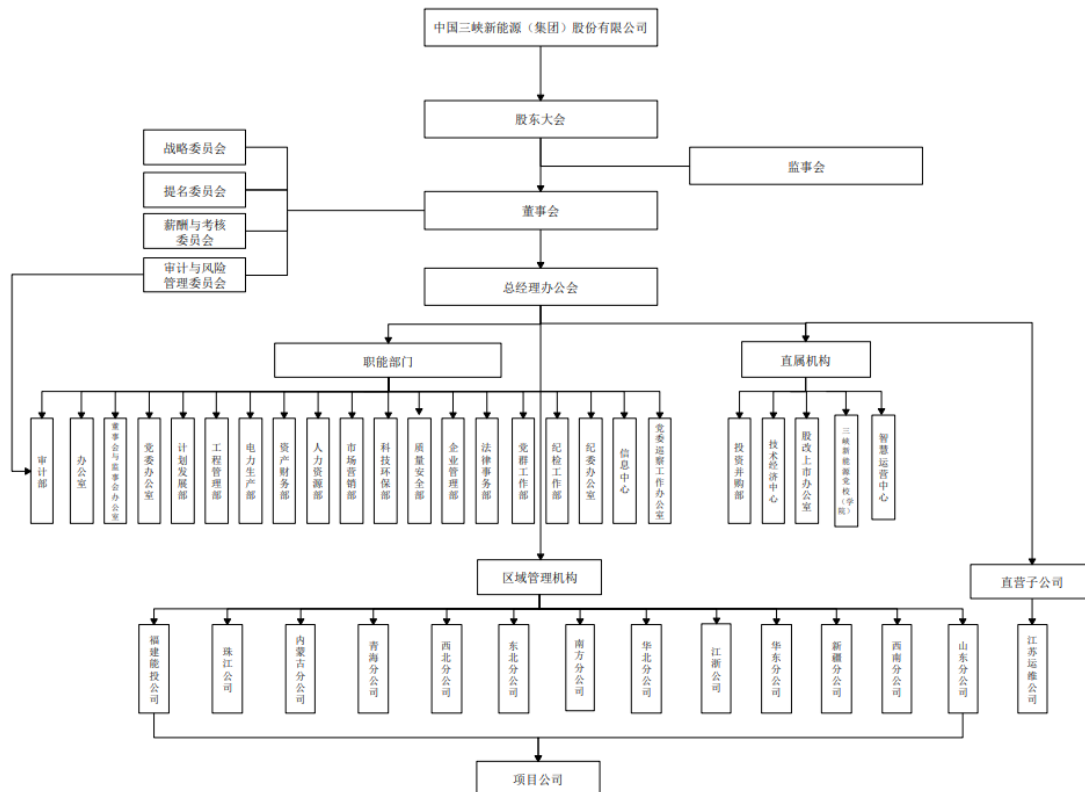 中国三峡新能源（集团）股份有限公司
股东大会
战略委员会
监事会
提名委员会
董事会
薪酬与考核
委员会
审计与风险
管理委员会
总经理办公会
职能部门
直属机构
审计部
办公室
董事会与监事会办公室
党委办公室
计划发展部
工程管理部
电力生产部
资产财务部
人力资源部
市场营销部
科技环保部
质量安全部
企业管理部
法律事务部
党群工作部
纪检工作部
纪委办公室
信息中心
党委巡察工作办公室
投资并购部
技术经济中心
股改上市办公室
三峡新能源党校（学院）
智慧运营中心
区域管理机构
直营子公司
福建能投公司
珠江公司
内蒙古分公司
青海分公司
西北分公司
东北分公司
南方分公司
华北分公司
江浙公司
华东分公司
新疆分公司
西南分公司
山东分公司
江苏运维公司
项目公司